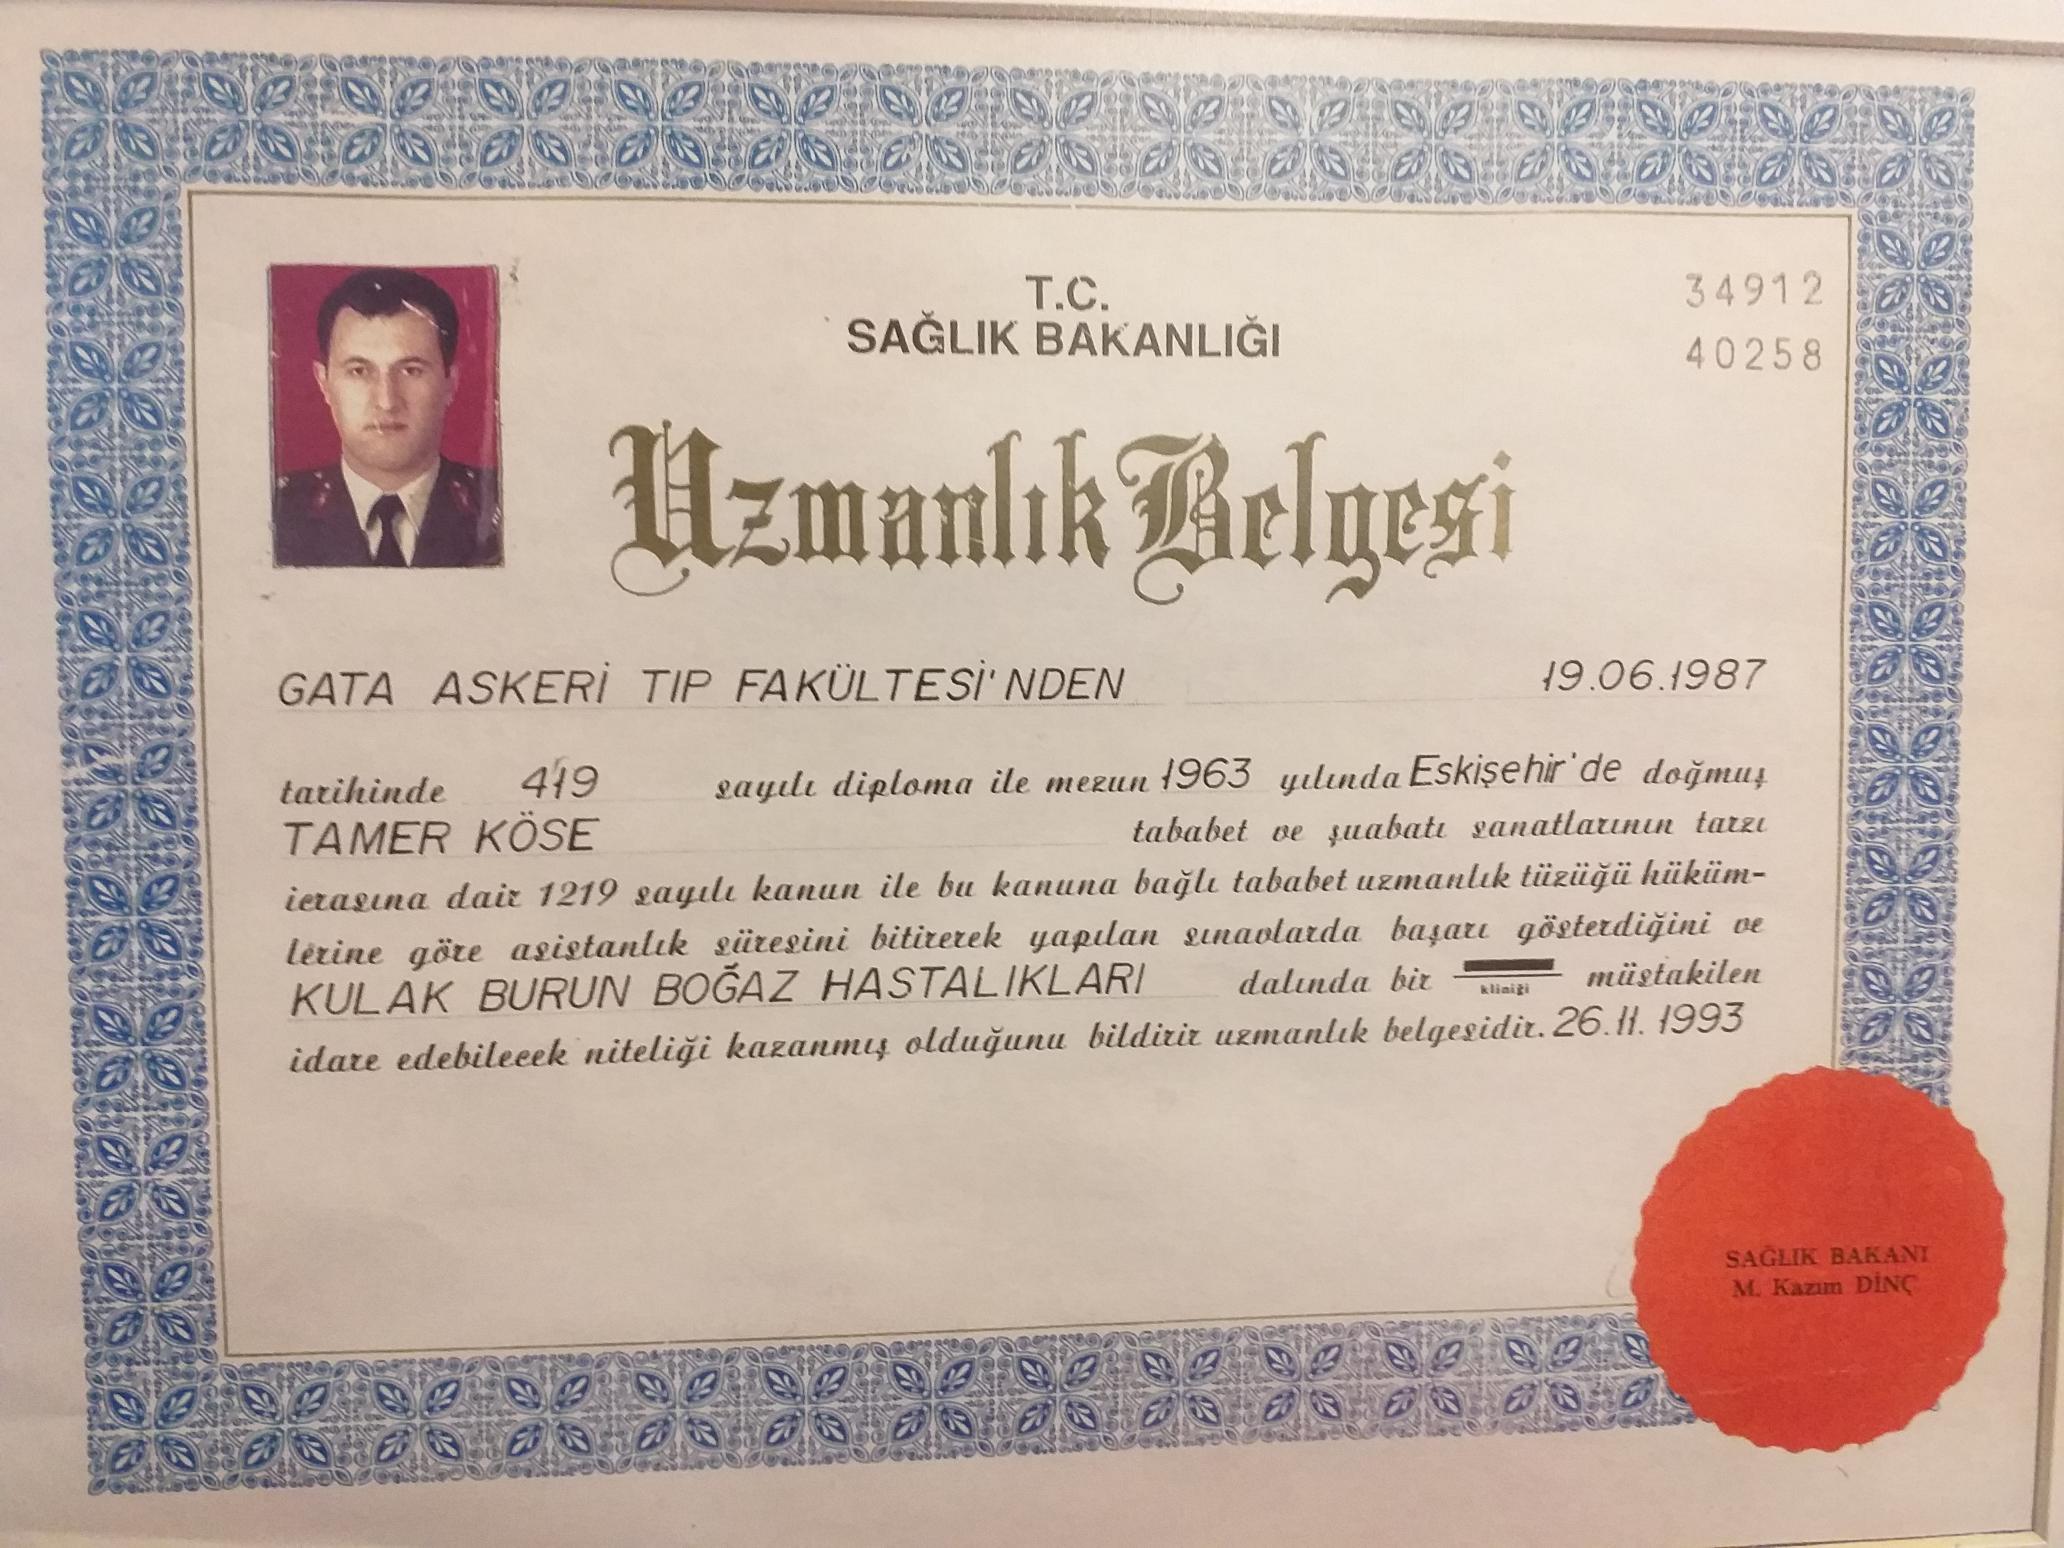 T.C.
SAĞLIK BAKANLIĞI
34912
40258
Uzmanlık Belgesi
GATA ASKERİ TIP FAKÜLTESİ'NDEN 19.06.1987
tarihinde 419 sayılı diploma ile mezun 1963 yılında Eskişehir'de doğmuş
TAMER KÖSE tababet ve şuabatı sanatlarının tarzı
icrasına dair 1219 sayılı kanun ile bu kanuna bağlı tababet uzmanlık tüzüğü hüküm-
lerine göre asistanlık süresini bitirerek yapılan sınavlarda başarı gösterdiğini ve
KULAK BURUN BOĞAZ HASTALIKLARI dalında bir kliniği müstakilen
idare edebilecek niteliği kazanmış olduğunu bildirir uzmanlık belgesidir. 26.11.1993
SAĞLIK BAKANI
M. Kazım DİNÇ